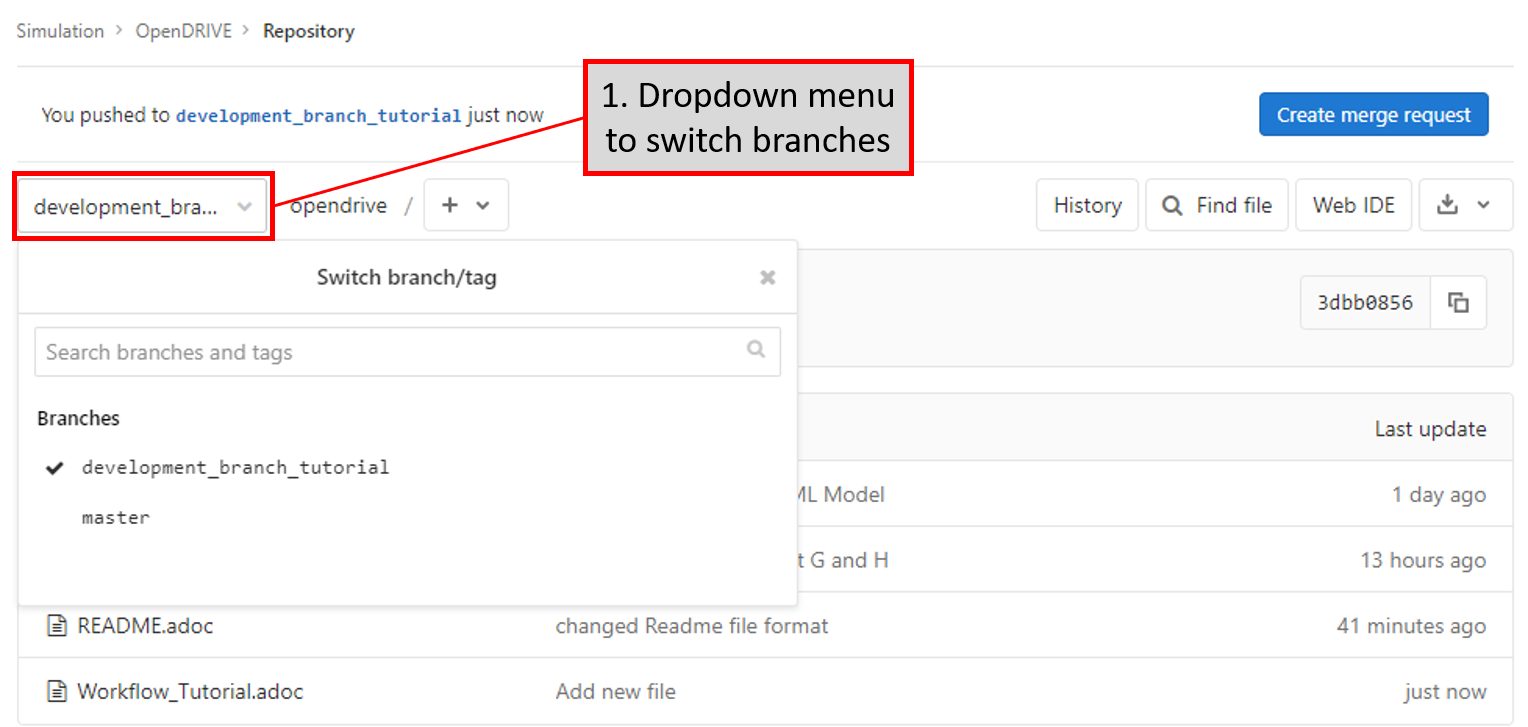 Simulation > OpenDRIVE > Repository
1. Dropdown menu
to switch branches
You pushed to development_branch_tutorial just now
Create merge request
development_bra... opendrive / +
History Find file Web IDE
Switch branch/tag
3dbb0856
Search branches and tags
Branches
Last update
development_branch_tutorial
Model 1 day ago
master
G and H 13 hours ago
README.adoc changed Readme file format 41 minutes ago
Workflow_Tutorial.adoc Add new file just now